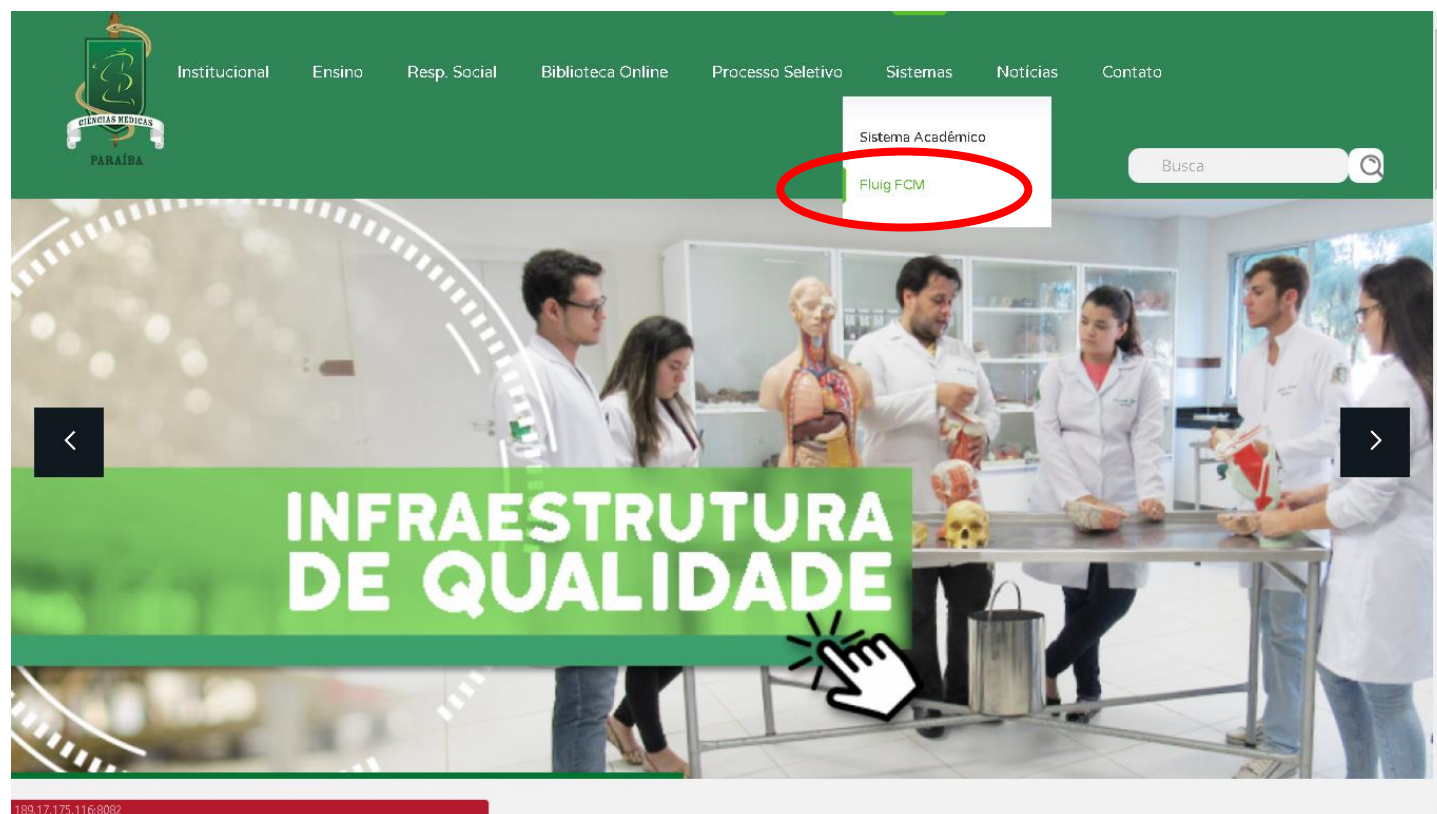 Institucional Ensino Resp. Social Biblioteca Online Processo Seletivo Sistemas Notícias Contato
CIÊNCIAS MÉDICAS
PARAÍBA
Sistema Acadêmico
Fluig FCM
Busca
INFRAESTRUTURA
DE QUALIDADE
189.17.175.116:8082